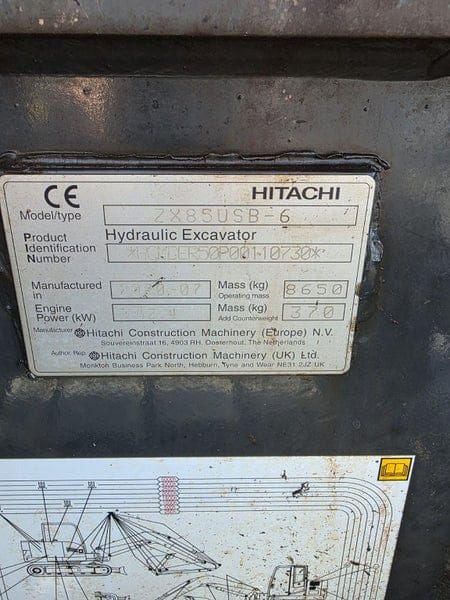 CE HITACHI
Model/type ZX85USB-6
Product Hydraulic Excavator
Identification
Number
Manufactured Mass (kg) 8650
in Operating mass
Engine Mass (kg) 370
Power (kW) Add Counterweight
Manufacturer Hitachi Construction Machinery (Europe) N.V.
Souvereinstraat 16, 4903 RH. Oosterhout, The Netherlands
Author. Rep. Hitachi Construction Machinery (UK) Ltd.
Monkton Business Park North, Hebburn, Tyne and Wear NE31 2JZ UK